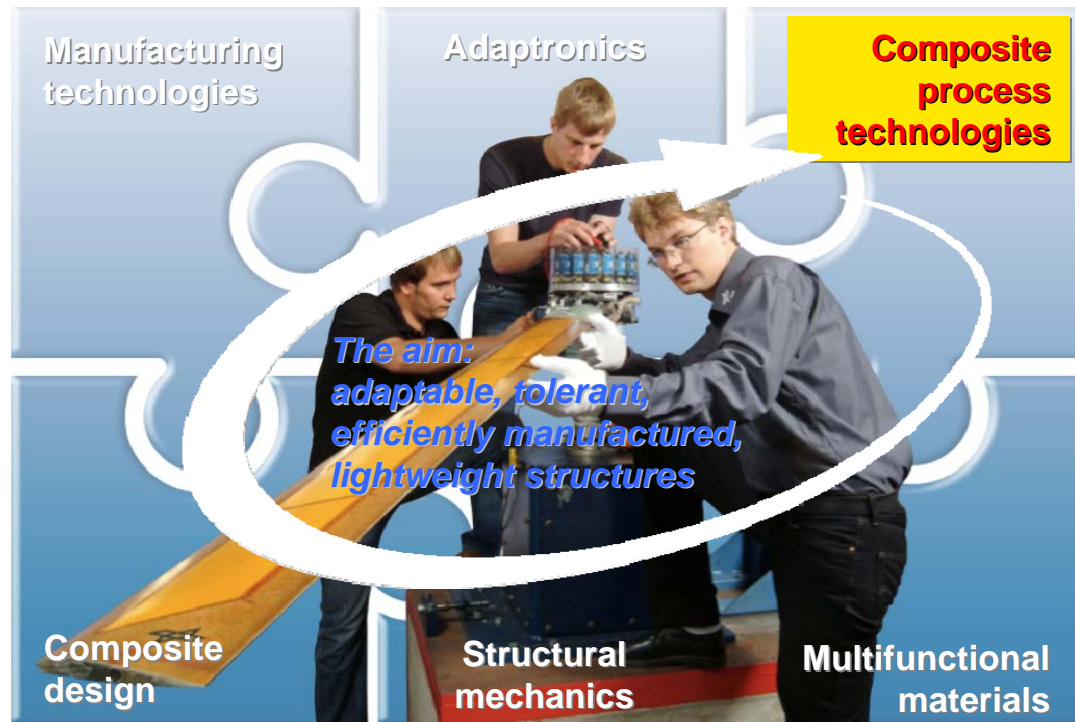 Manufacturing
technologies
Adaptronics
Composite
process
technologies
The aim:
adaptable, tolerant,
efficiently manufactured,
lightweight structures
Composite
design
Structural
mechanics
Multifunctional
materials